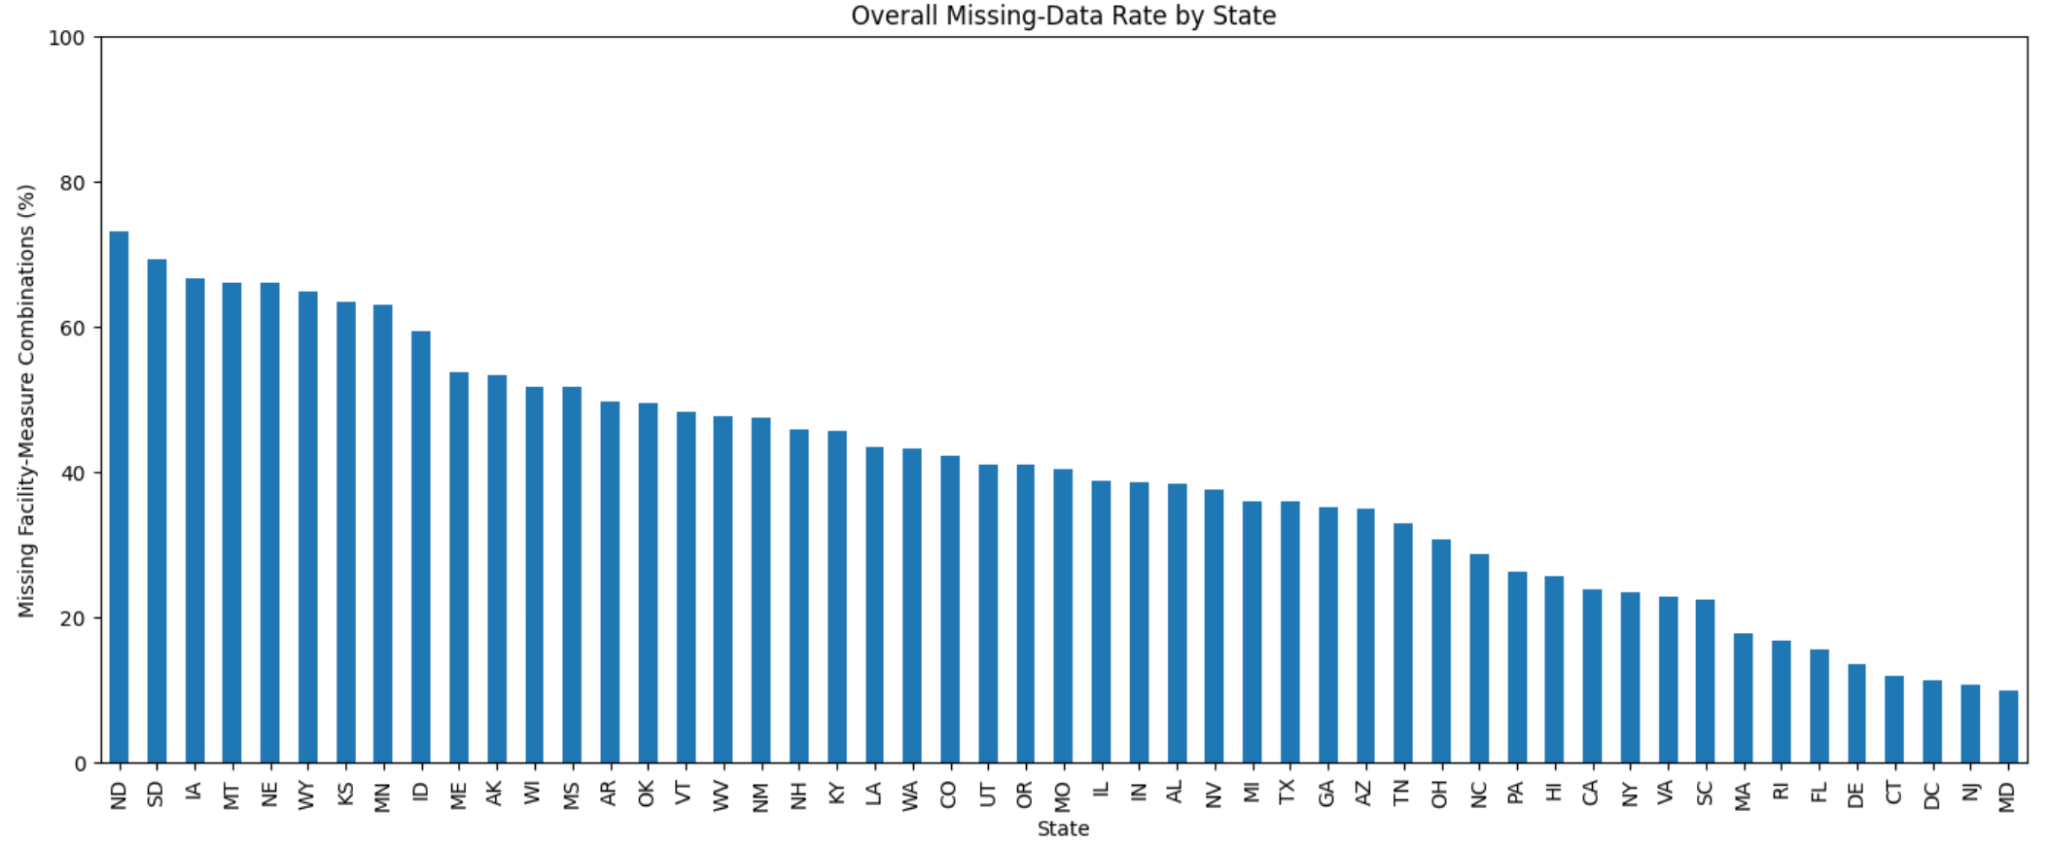 Overall Missing-Data Rate by State
Missing Facility-Measure Combinations (%)
100
80
60
40
20
0
ND SD IA MT NE WY KS MN ID ME AK WI MS AR OK VT WV NM NH KY LA WA CO UT OR MO IL IN AL NV MI TX GA AZ TN OH NC PA HI CA NY VA SC MA RI FL DE CT DC NJ MD
State